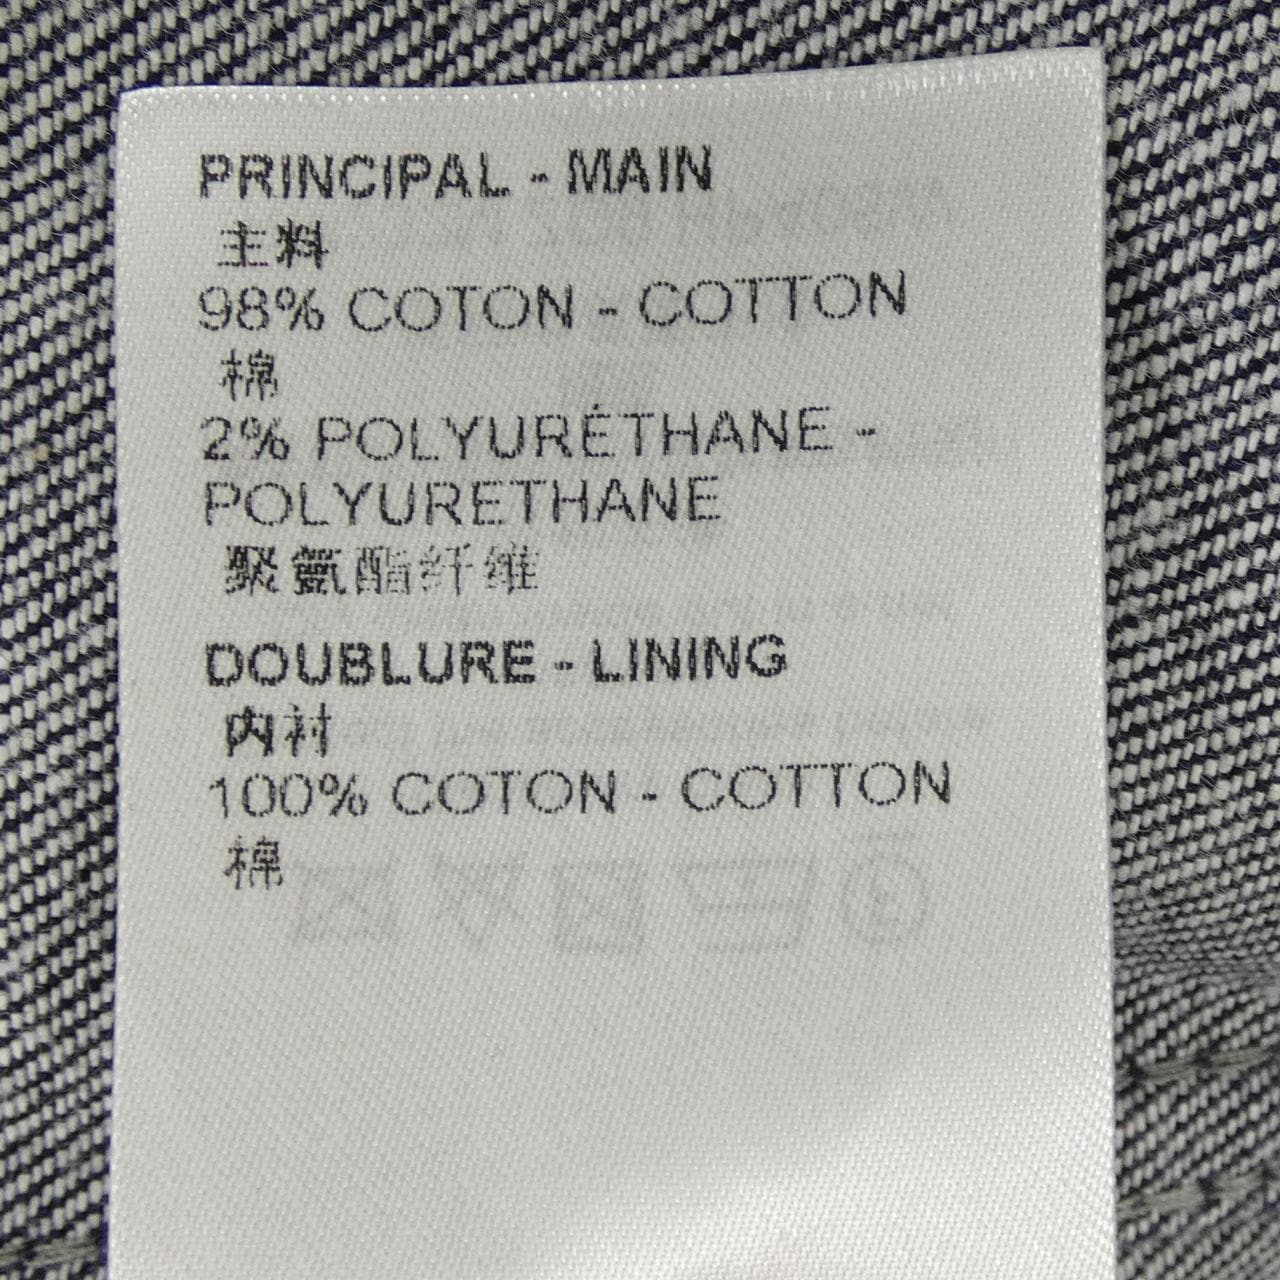 PRINCIPAL - MAIN
主料
98% COTON - COTTON
棉
2% POLYURÉTHANE -
POLYURETHANE
聚氨酯纤维
DOUBLURE - LINING
内衬
100% COTON - COTTON
棉